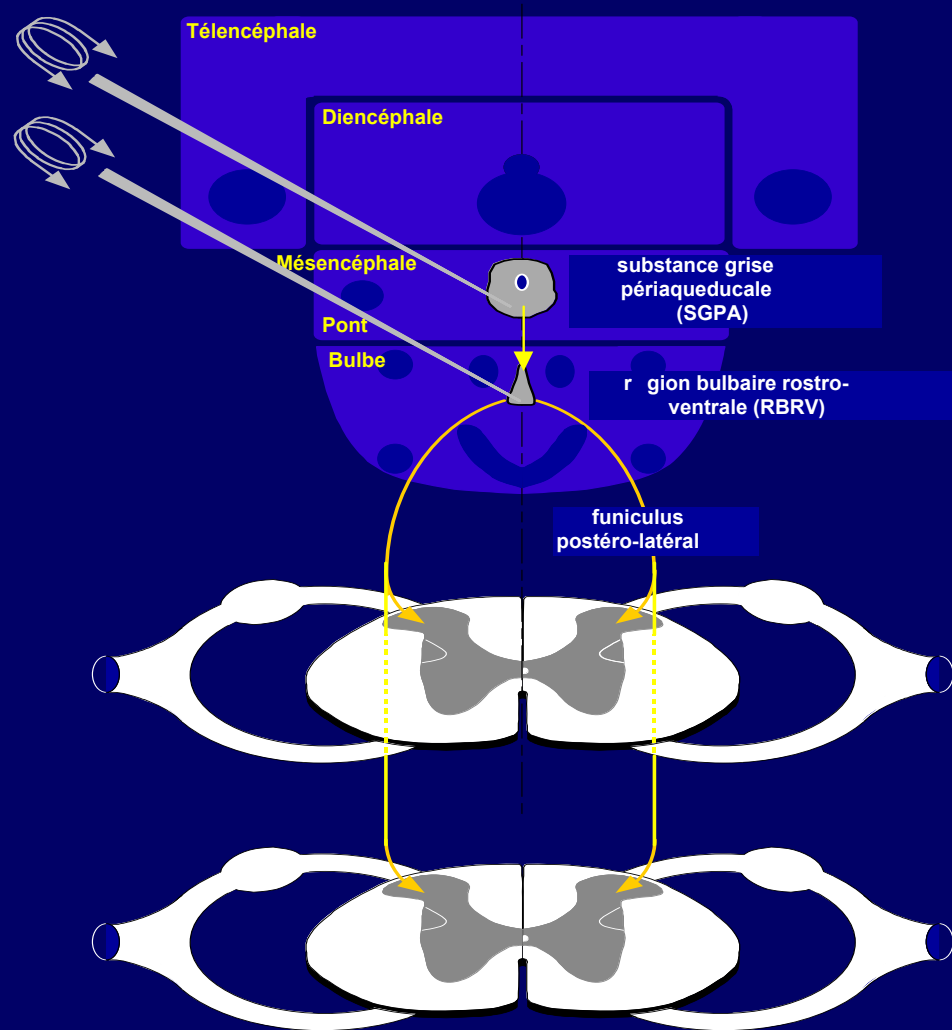 Télencéphale
Diencéphale
Mésencéphale
substance grise
périaqueducale
(SGPA)
Pont
Bulbe
r gion bulbaire rostro-
ventrale (RBRV)
funiculus
postéro-latéral